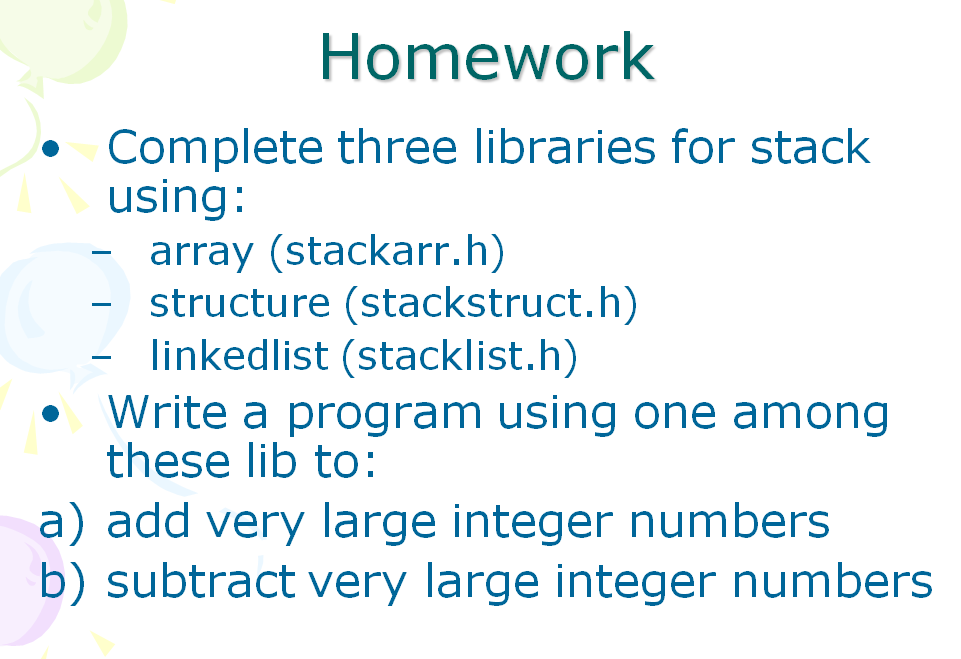 Homework
• Complete three libraries for stack
using:
– array (stackarr.h)
– structure (stackstruct.h)
– linkedlist (stacklist.h)
• Write a program using one among
these lib to:
a) add very large integer numbers
b) subtract very large integer numbers